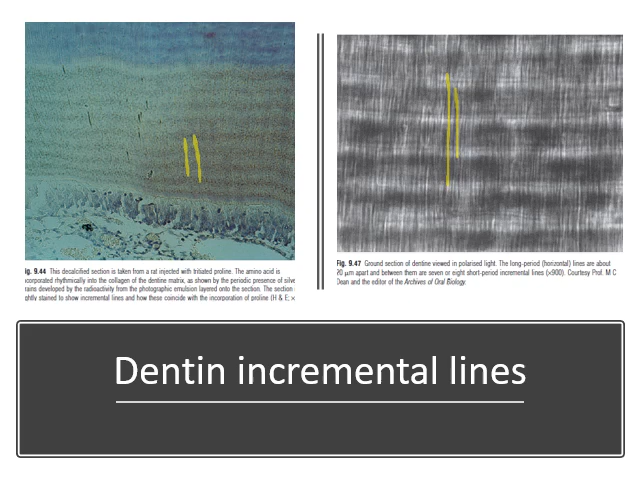 ig. 9.44 This decalcified section is taken from a rat injected with tritiated proline. The amino acid is
corporated rhythmically into the collagen of the dentine matrix, as shown by the periodic presence of silve
rains developed by the radioactivity from the photographic emulsion layered onto the section. The section
ghtly stained to show incremental lines and how these coincide with the incorporation of proline (H & E; ×
Fig. 9.47 Ground section of dentine viewed in polarised light. The long-period (horizontal) lines are about
20 μm apart and between them are seven or eight short-period incremental lines (×900). Courtesy Prof. M C
Dean and the editor of the Archives of Oral Biology.
Dentin incremental lines